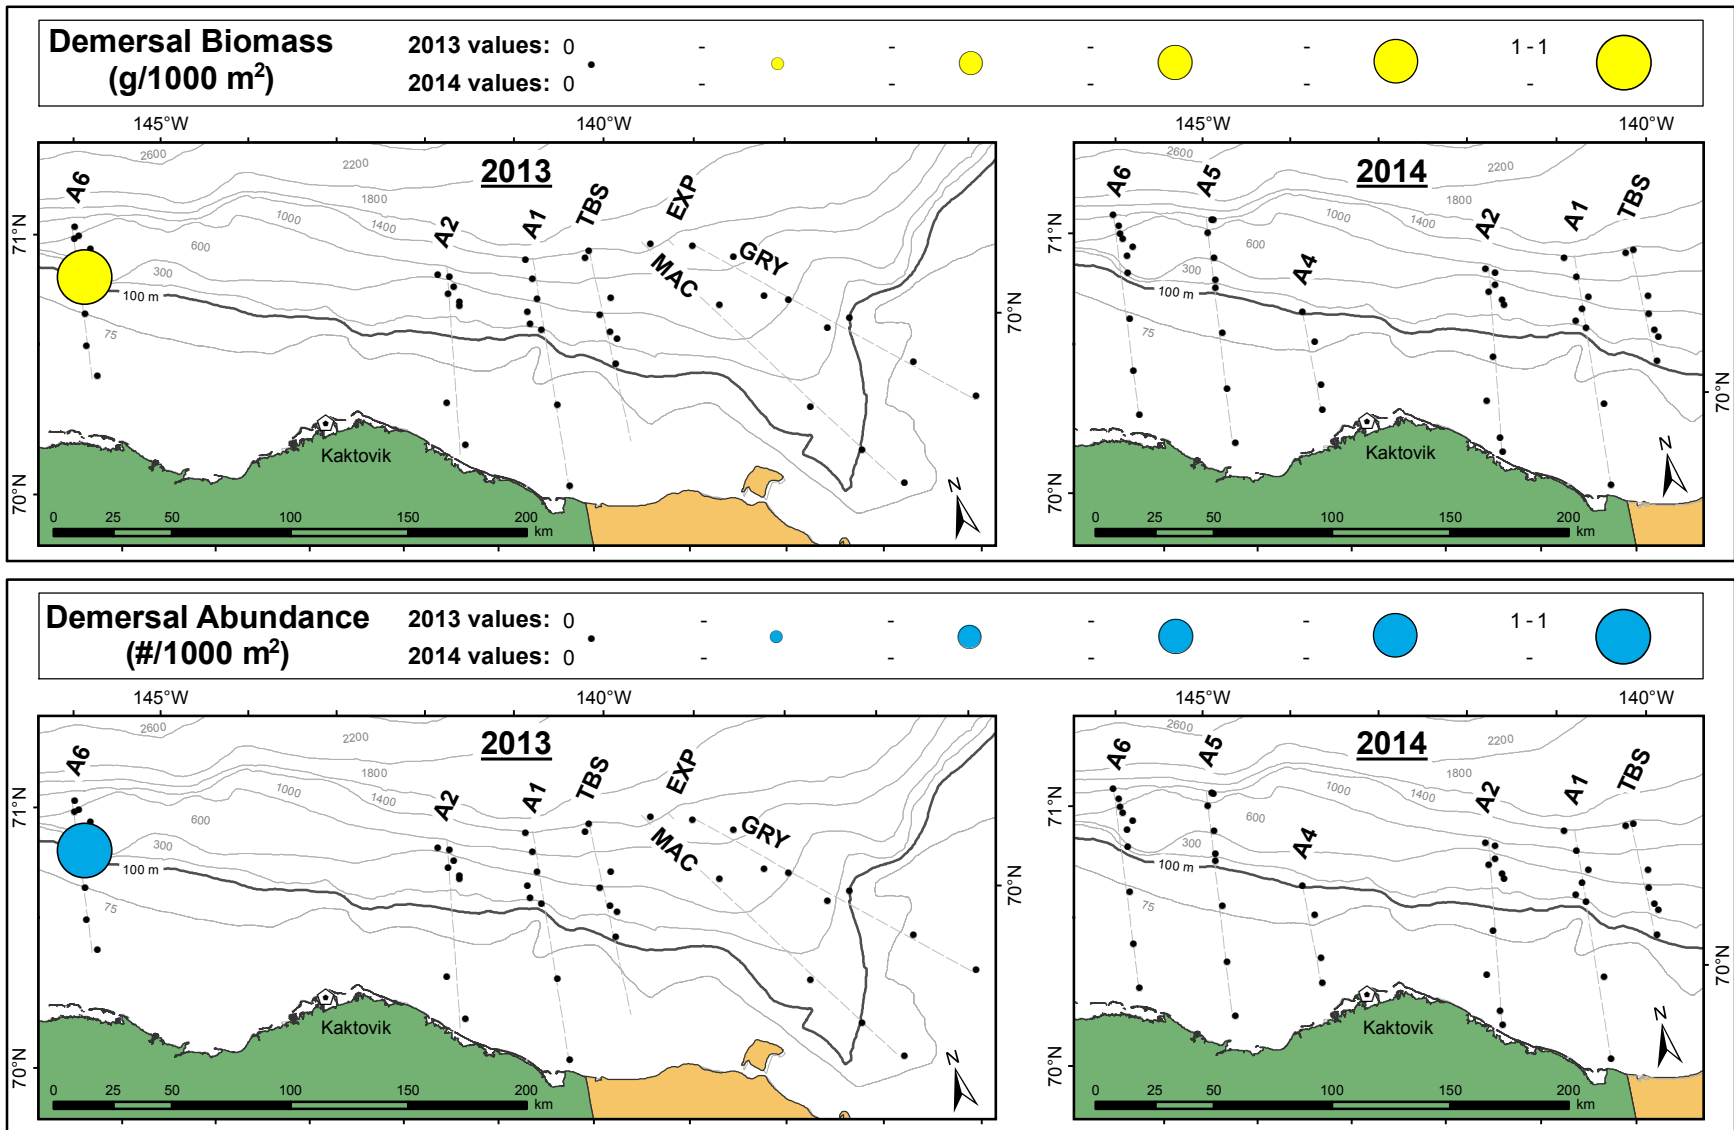 Demersal Biomass
(g/1000 m²)
2013 values: 0 - - - - 1 - 1
2014 values: 0 - - - - -
145°W 140°W 145°W 140°W
2013
2600
2200
1800
1400
1000
600
300
100 m
75
A6
A2
A1
TBS
EXP
MAC
GRY
71°N
70°N
70°N
Kaktovik
N
0 25 50 100 150 200
km
2014
2600
2200
1800
1400
1000
600
300
100 m
75
A6
A5
A4
A2
A1
TBS
71°N
70°N
70°N
Kaktovik
N
0 25 50 100 150 200
km
Demersal Abundance
(#/1000 m²)
2013 values: 0 - - - - 1 - 1
2014 values: 0 - - - - -
145°W 140°W 145°W 140°W
2013
2600
2200
1800
1400
1000
600
300
100 m
75
A6
A2
A1
TBS
EXP
MAC
GRY
71°N
70°N
70°N
Kaktovik
N
0 25 50 100 150 200
km
2014
2600
2200
1800
1400
1000
600
300
100 m
75
A6
A5
A4
A2
A1
TBS
71°N
70°N
70°N
Kaktovik
N
0 25 50 100 150 200
km